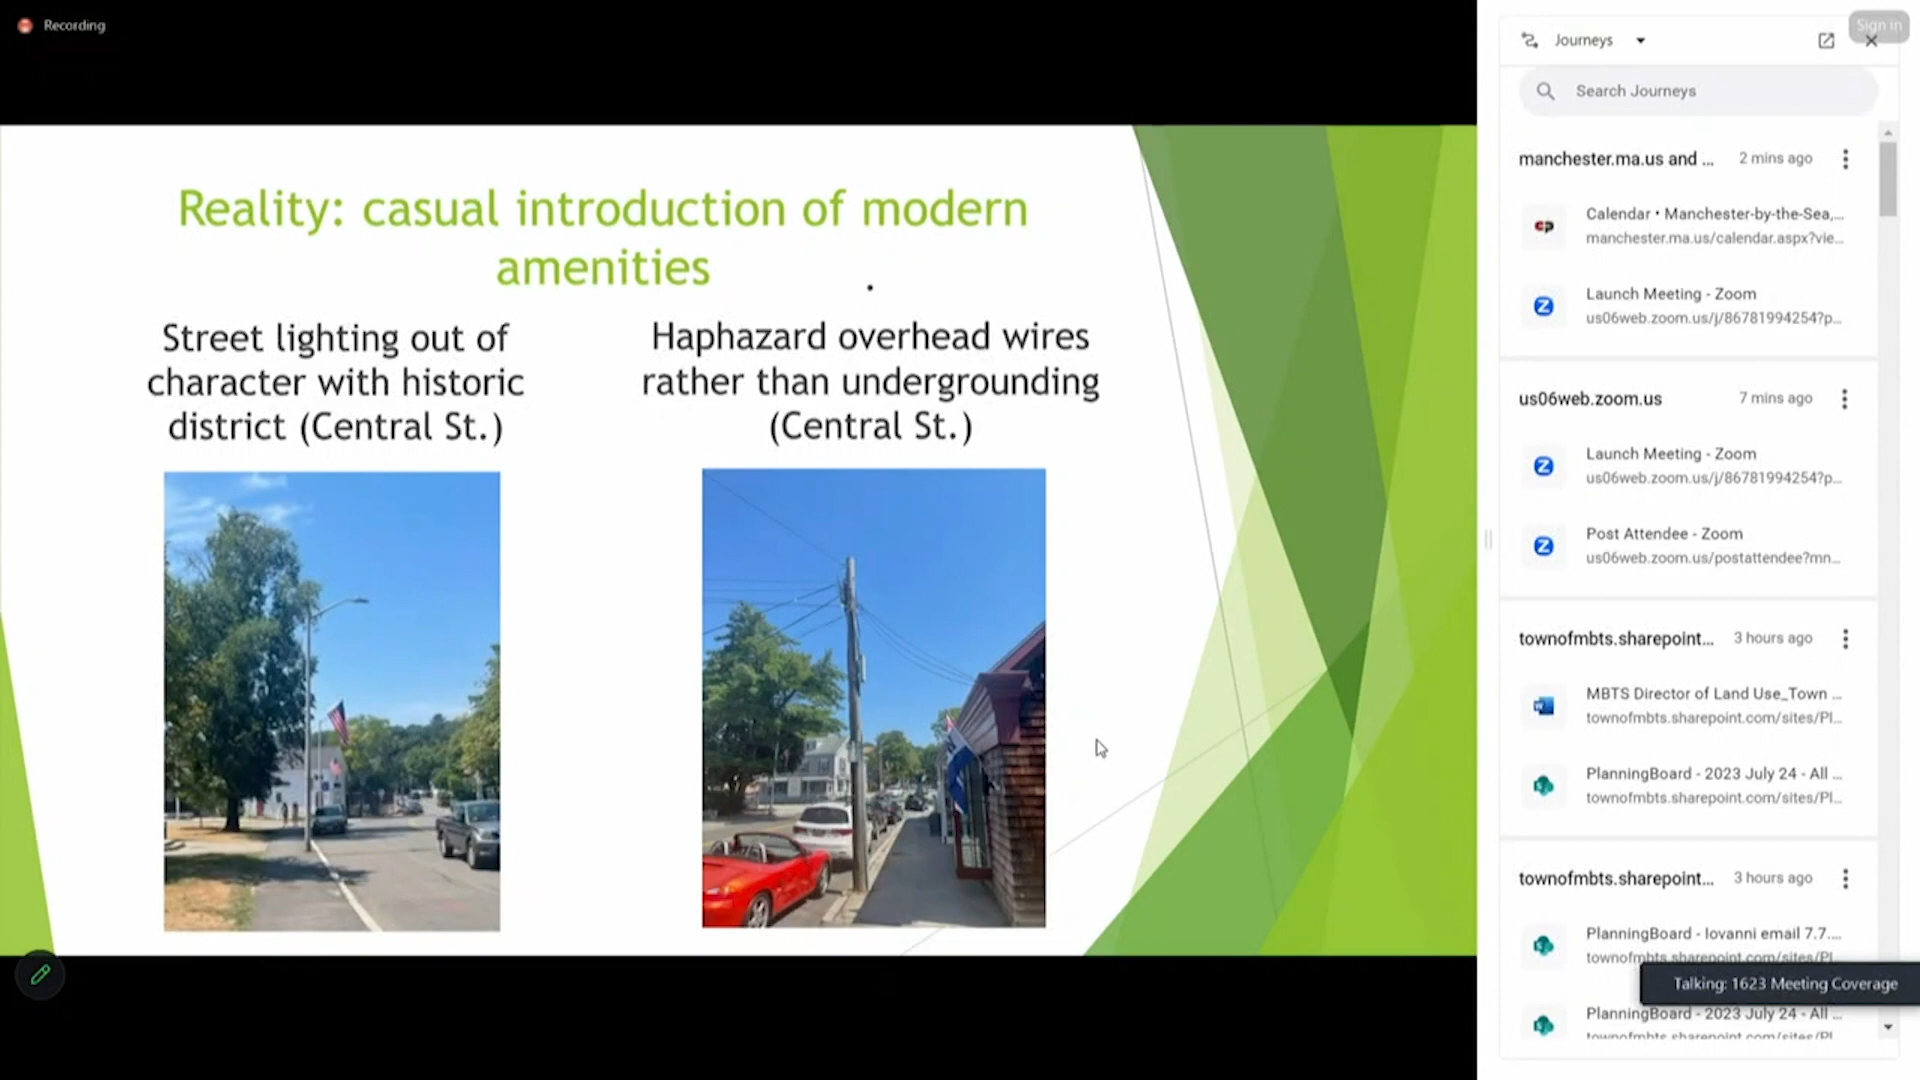 Recording
Reality: casual introduction of modern
amenities
Street lighting out of
character with historic
district (Central St.)
Haphazard overhead wires
rather than undergrounding
(Central St.)
Sign in
Journeys
Search Journeys
manchester.ma.us and ... 2 mins ago
Calendar • Manchester-by-the-Sea,...
manchester.ma.us/calendar.aspx?vie...
Launch Meeting - Zoom
us06web.zoom.us/j/86781994254?p...
us06web.zoom.us 7 mins ago
Launch Meeting - Zoom
us06web.zoom.us/j/86781994254?p...
Post Attendee - Zoom
us06web.zoom.us/postattendee?mn...
townofmbts.sharepoint... 3 hours ago
MBTS Director of Land Use_Town ...
townofmbts.sharepoint.com/sites/Pl...
PlanningBoard - 2023 July 24 - All ...
townofmbts.sharepoint.com/sites/Pl...
townofmbts.sharepoint... 3 hours ago
PlanningBoard - Iovanni email 7.7....
townofmbts.sharepoint.com/sites/Pl...
Talking: 1623 Meeting Coverage
PlanningBoard - 2023 July 24 - All ...
townofmbts.sharepoint.com/sites/Pl